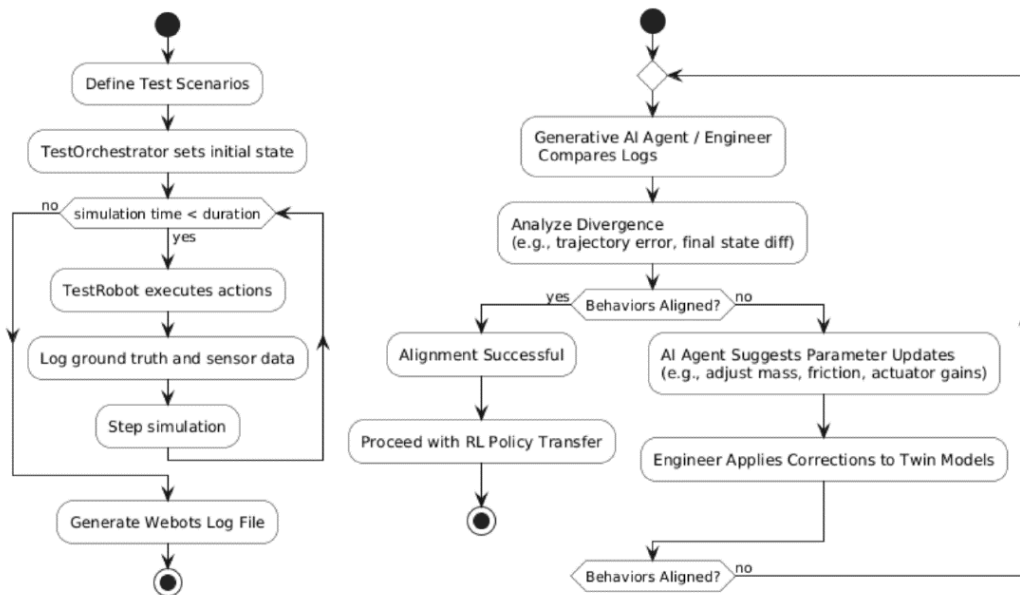 Define Test Scenarios
TestOrchestrator sets initial state
no
simulation time < duration
yes
TestRobot executes actions
Log ground truth and sensor data
Step simulation
Generate Webots Log File
Generative AI Agent / Engineer
Compares Logs
Analyze Divergence
(e.g., trajectory error, final state diff)
yes
Behaviors Aligned?
no
Alignment Successful
Proceed with RL Policy Transfer
AI Agent Suggests Parameter Updates
(e.g., adjust mass, friction, actuator gains)
Engineer Applies Corrections to Twin Models
Behaviors Aligned?
no